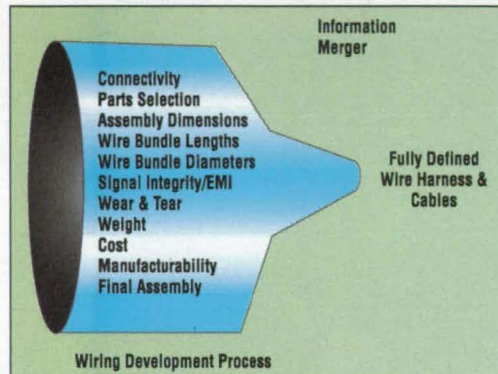 Information
Merger
Connectivity
Parts Selection
Assembly Dimensions
Wire Bundle Lengths
Wire Bundle Diameters
Signal Integrity/EMI
Wear & Tear
Weight
Cost
Manufacturability
Final Assembly
Fully Defined
Wire Harness &
Cables
Wiring Development Process